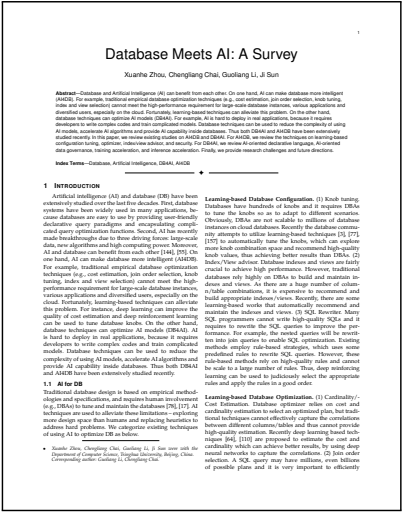 1
Database Meets AI: A Survey
Xuanhe Zhou, Chengliang Chai, Guoliang Li, Ji Sun
Abstract—Database and Artificial Intelligence (AI) can benefit from each other. On one hand, AI can make database more intelligent
(AI4DB). For example, traditional empirical database optimization techniques (e.g., cost estimation, join order selection, knob tuning,
index and view selection) cannot meet the high-performance requirement for large-scale database instances, various applications and
diversified users, especially on the cloud. Fortunately, learning-based techniques can alleviate this problem. On the other hand,
database techniques can optimize AI models (DB4AI). For example, AI is hard to deploy in real applications, because it requires
developers to write complex codes and train complicated models. Database techniques can be used to reduce the complexity of using
AI models, accelerate AI algorithms and provide AI capability inside databases. Thus both DB4AI and AI4DB have been extensively
studied recently. In this paper, we review existing studies on AI4DB and DB4AI. For AI4DB, we review the techniques on learning-based
configuration tuning, optimizer, index/view advisor, and security. For DB4AI, we review AI-oriented declarative language, AI-oriented
data governance, training acceleration, and inference acceleration. Finally, we provide research challenges and future directions.
Index Terms—Database, Artificial Intelligence, DB4AI, AI4DB
1 INTRODUCTION
Artificial intelligence (AI) and database (DB) have been
extensively studied over the last five decades. First, database
systems have been widely used in many applications, be-
cause databases are easy to use by providing user-friendly
declarative query paradigms and encapsulating compli-
cated query optimization functions. Second, AI has recently
made breakthroughs due to three driving forces: large-scale
data, new algorithms and high computing power. Moreover,
AI and database can benefit from each other [144], [55]. On
one hand, AI can make database more intelligent (AI4DB).
For example, traditional empirical database optimization
techniques (e.g., cost estimation, join order selection, knob
tuning, index and view selection) cannot meet the high-
performance requirement for large-scale database instances,
various applications and diversified users, especially on the
cloud. Fortunately, learning-based techniques can alleviate
this problem. For instance, deep learning can improve the
quality of cost estimation and deep reinforcement learning
can be used to tune database knobs. On the other hand,
database techniques can optimize AI models (DB4AI). AI
is hard to deploy in real applications, because it requires
developers to write complex codes and train complicated
models. Database techniques can be used to reduce the
complexity of using AI models, accelerate AI algorithms and
provide AI capability inside databases. Thus both DB4AI
and AI4DB have been extensively studied recently.
1.1 AI for DB
Traditional database design is based on empirical method-
ologies and specifications, and requires human involvement
(e.g., DBAs) to tune and maintain the databases [76], [17]. AI
techniques are used to alleviate these limitations – exploring
more design space than humans and replacing heuristics to
address hard problems. We categorize existing techniques
of using AI to optimize DB as below.
• Xuanhe Zhou, Chengliang Chai, Guoliang Li, Ji Sun were with the
Department of Computer Science, Tsinghua University, Beijing, China.
Corresponding author: Guoliang Li, Chengliang Chai.
Learning-based Database Configuration. (1) Knob tuning.
Databases have hundreds of knobs and it requires DBAs
to tune the knobs so as to adapt to different scenarios.
Obviously, DBAs are not scalable to millions of database
instances on cloud databases. Recently the database commu-
nity attempts to utilize learning-based techniques [3], [77],
[157] to automatically tune the knobs, which can explore
more knob combination space and recommend high-quality
knob values, thus achieving better results than DBAs. (2)
Index/View advisor. Database indexes and views are fairly
crucial to achieve high performance. However, traditional
databases rely highly on DBAs to build and maintain in-
dexes and views. As there are a huge number of colum-
n/table combinations, it is expensive to recommend and
build appropriate indexes/views. Recently, there are some
learning-based works that automatically recommend and
maintain the indexes and views. (3) SQL Rewriter. Many
SQL programmers cannot write high-quality SQLs and it
requires to rewrite the SQL queries to improve the per-
formance. For example, the nested queries will be rewrit-
ten into join queries to enable SQL optimization. Existing
methods employ rule-based strategies, which uses some
predefined rules to rewrite SQL queries. However, these
rule-based methods rely on high-quality rules and cannot
be scale to a large number of rules. Thus, deep reinforcing
learning can be used to judiciously select the appropriate
rules and apply the rules in a good order.
Learning-based Database Optimization. (1) Cardinality/-
Cost Estimation. Database optimizer relies on cost and
cardinality estimation to select an optimized plan, but tradi-
tional techniques cannot effectively capture the correlations
between different columns/tables and thus cannot provide
high-quality estimation. Recently deep learning based tech-
niques [64], [110] are proposed to estimate the cost and
cardinality which can achieve better results, by using deep
neural networks to capture the correlations. (2) Join order
selection. A SQL query may have millions, even billions
of possible plans and it is very important to efficiently